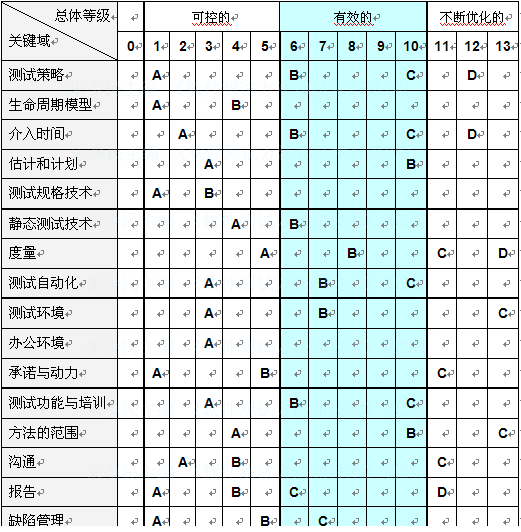 总体等级 可控的 有效的 不断优化的
关键域 0 1 2 3 4 5 6 7 8 9 10 11 12 13
测试策略 A B C D
生命周期模型 A B
介入时间 A B C D
估计和计划 A B
测试规格技术 A B
静态测试技术 A B
度量 A B C D
测试自动化 A B C
测试环境 A B C
办公环境 A
承诺与动力 A B C
测试功能与培训 A B C
方法的范围 A B C
沟通 A B C
报告 A B C D
缺陷管理 A B C